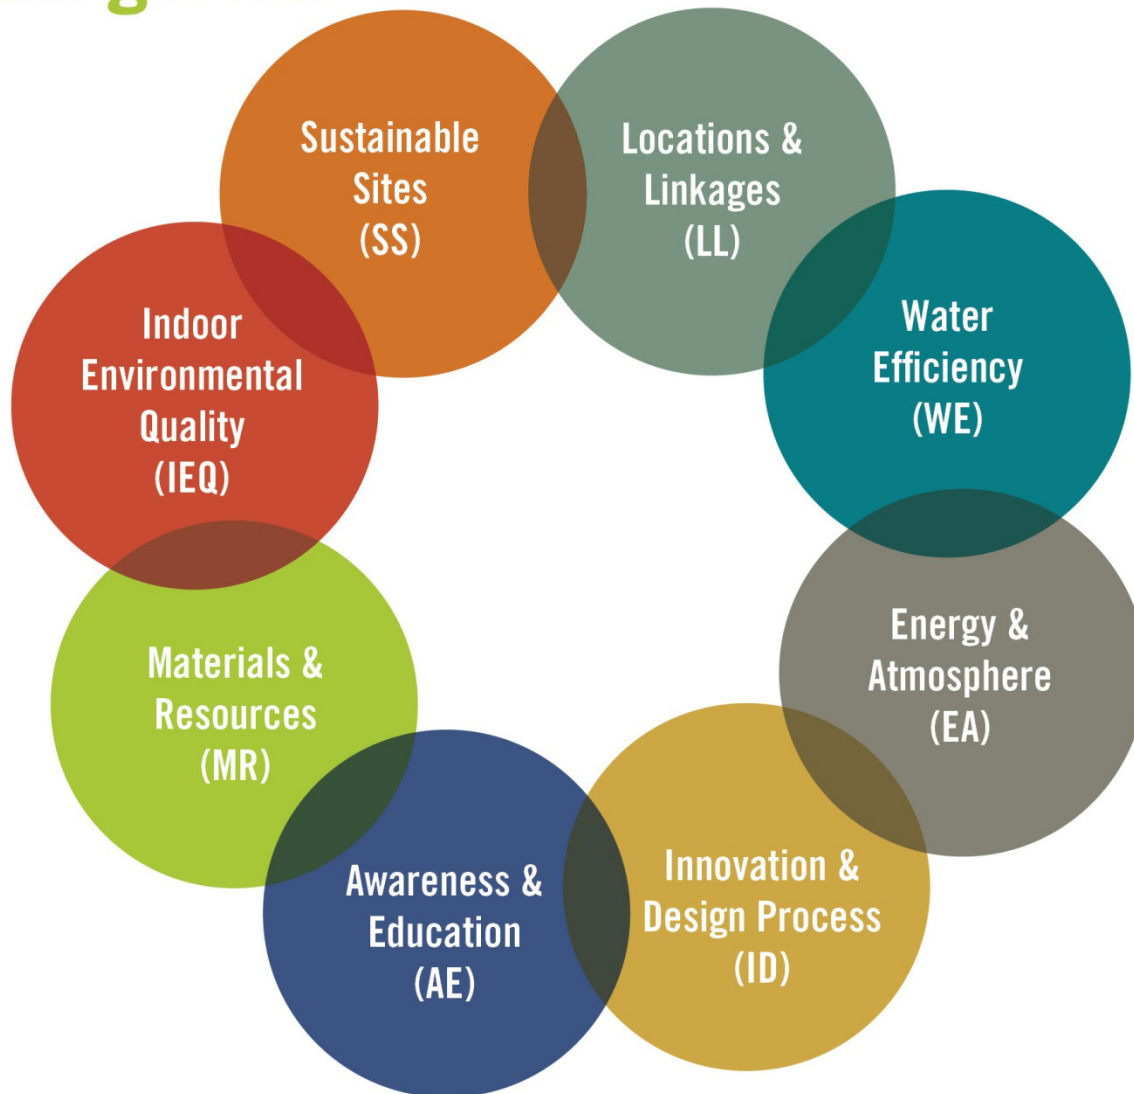 Sustainable
Sites
(SS)
Locations &
Linkages
(LL)
Water
Efficiency
(WE)
Energy &
Atmosphere
(EA)
Innovation &
Design Process
(ID)
Awareness &
Education
(AE)
Materials &
Resources
(MR)
Indoor
Environmental
Quality
(IEQ)